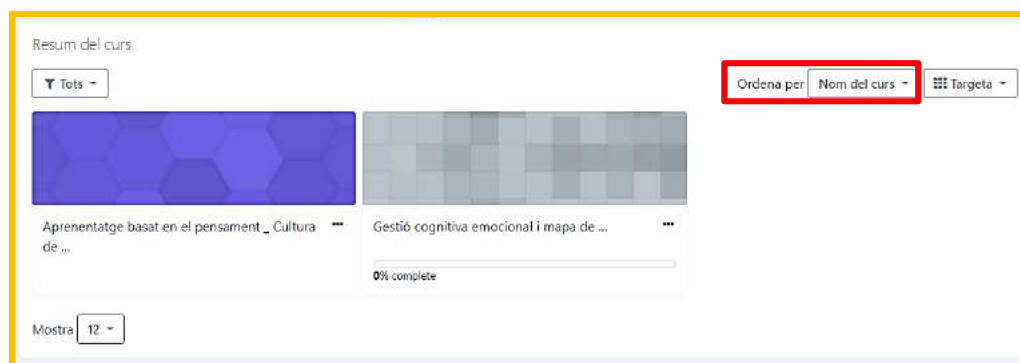 Resum del curs
Tots
Ordena per Nom del curs
Targeta
Aprenentatge basat en el pensament _ Cultura
de ...
Gestió cognitiva emocional i mapa de ...
0% complete
Mostra 12